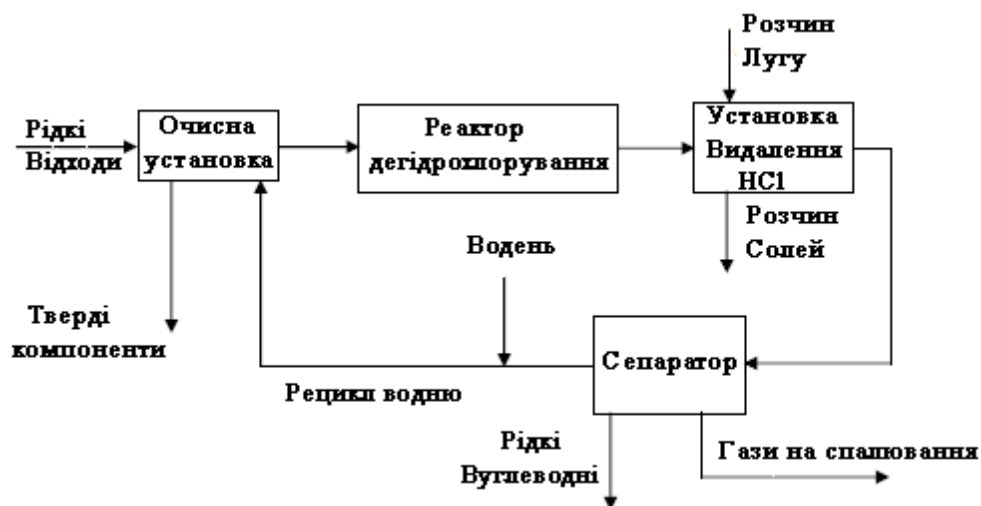 Розчин
Лугу
Рідкі
Відходи
Очисна
установка
Реактор
дегідрохлорування
Установка
Видалення
НСl
Розчин
Солей
Водень
Тверді
компоненти
Сепаратор
Рецикл водню
Рідкі
Вуглеводні
Гази на спалювання